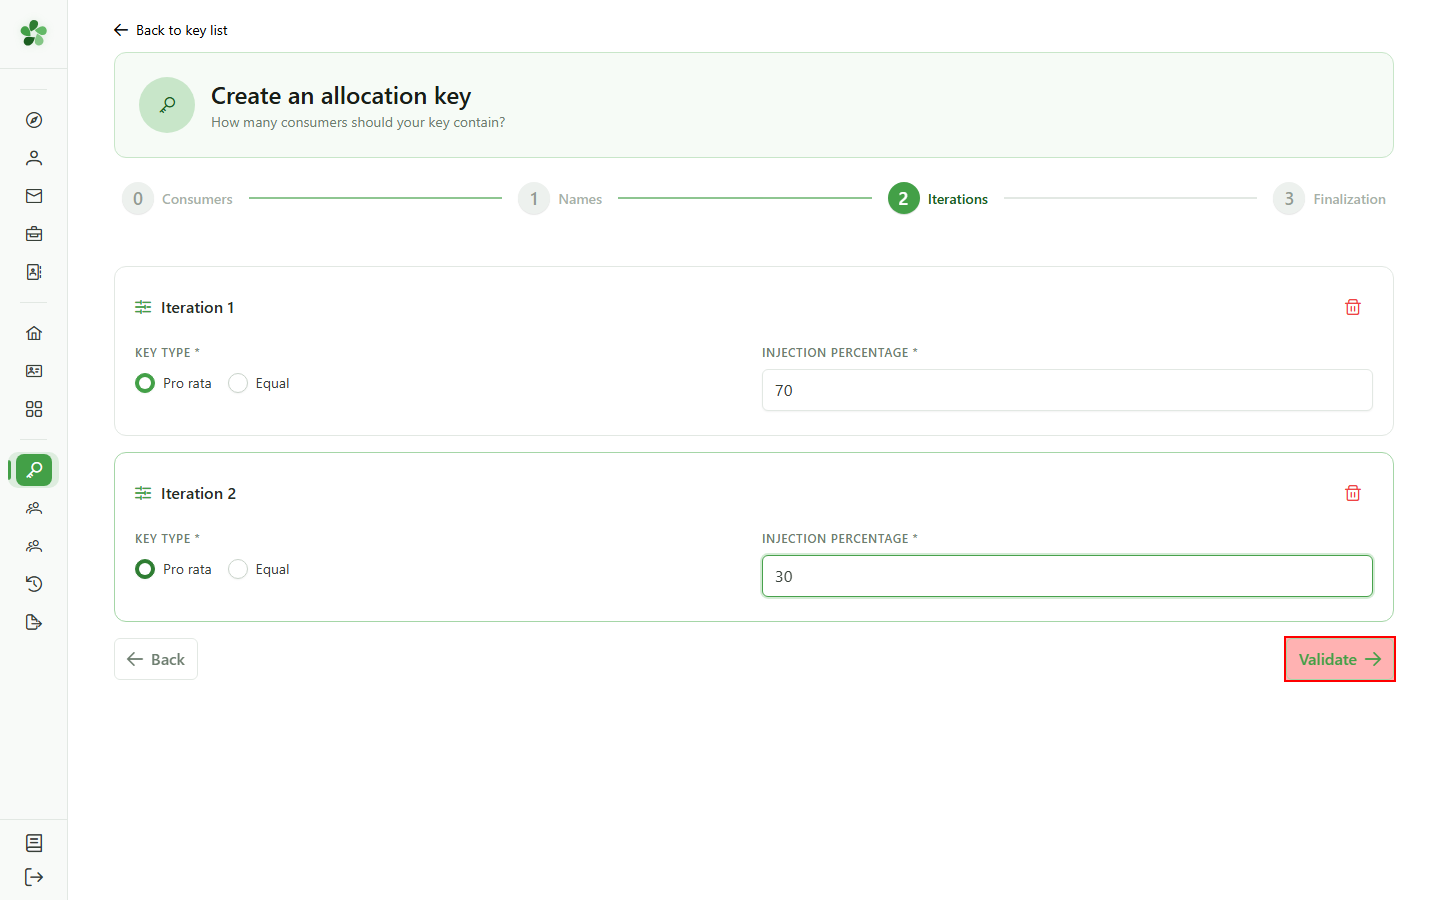 Back to key list
Create an allocation key
How many consumers should your key contain?
0 Consumers 1 Names 2 Iterations 3 Finalization
Iteration 1
KEY TYPE * INJECTION PERCENTAGE *
Pro rata Equal 70
Iteration 2
KEY TYPE * INJECTION PERCENTAGE *
Pro rata Equal 30
Back Validate